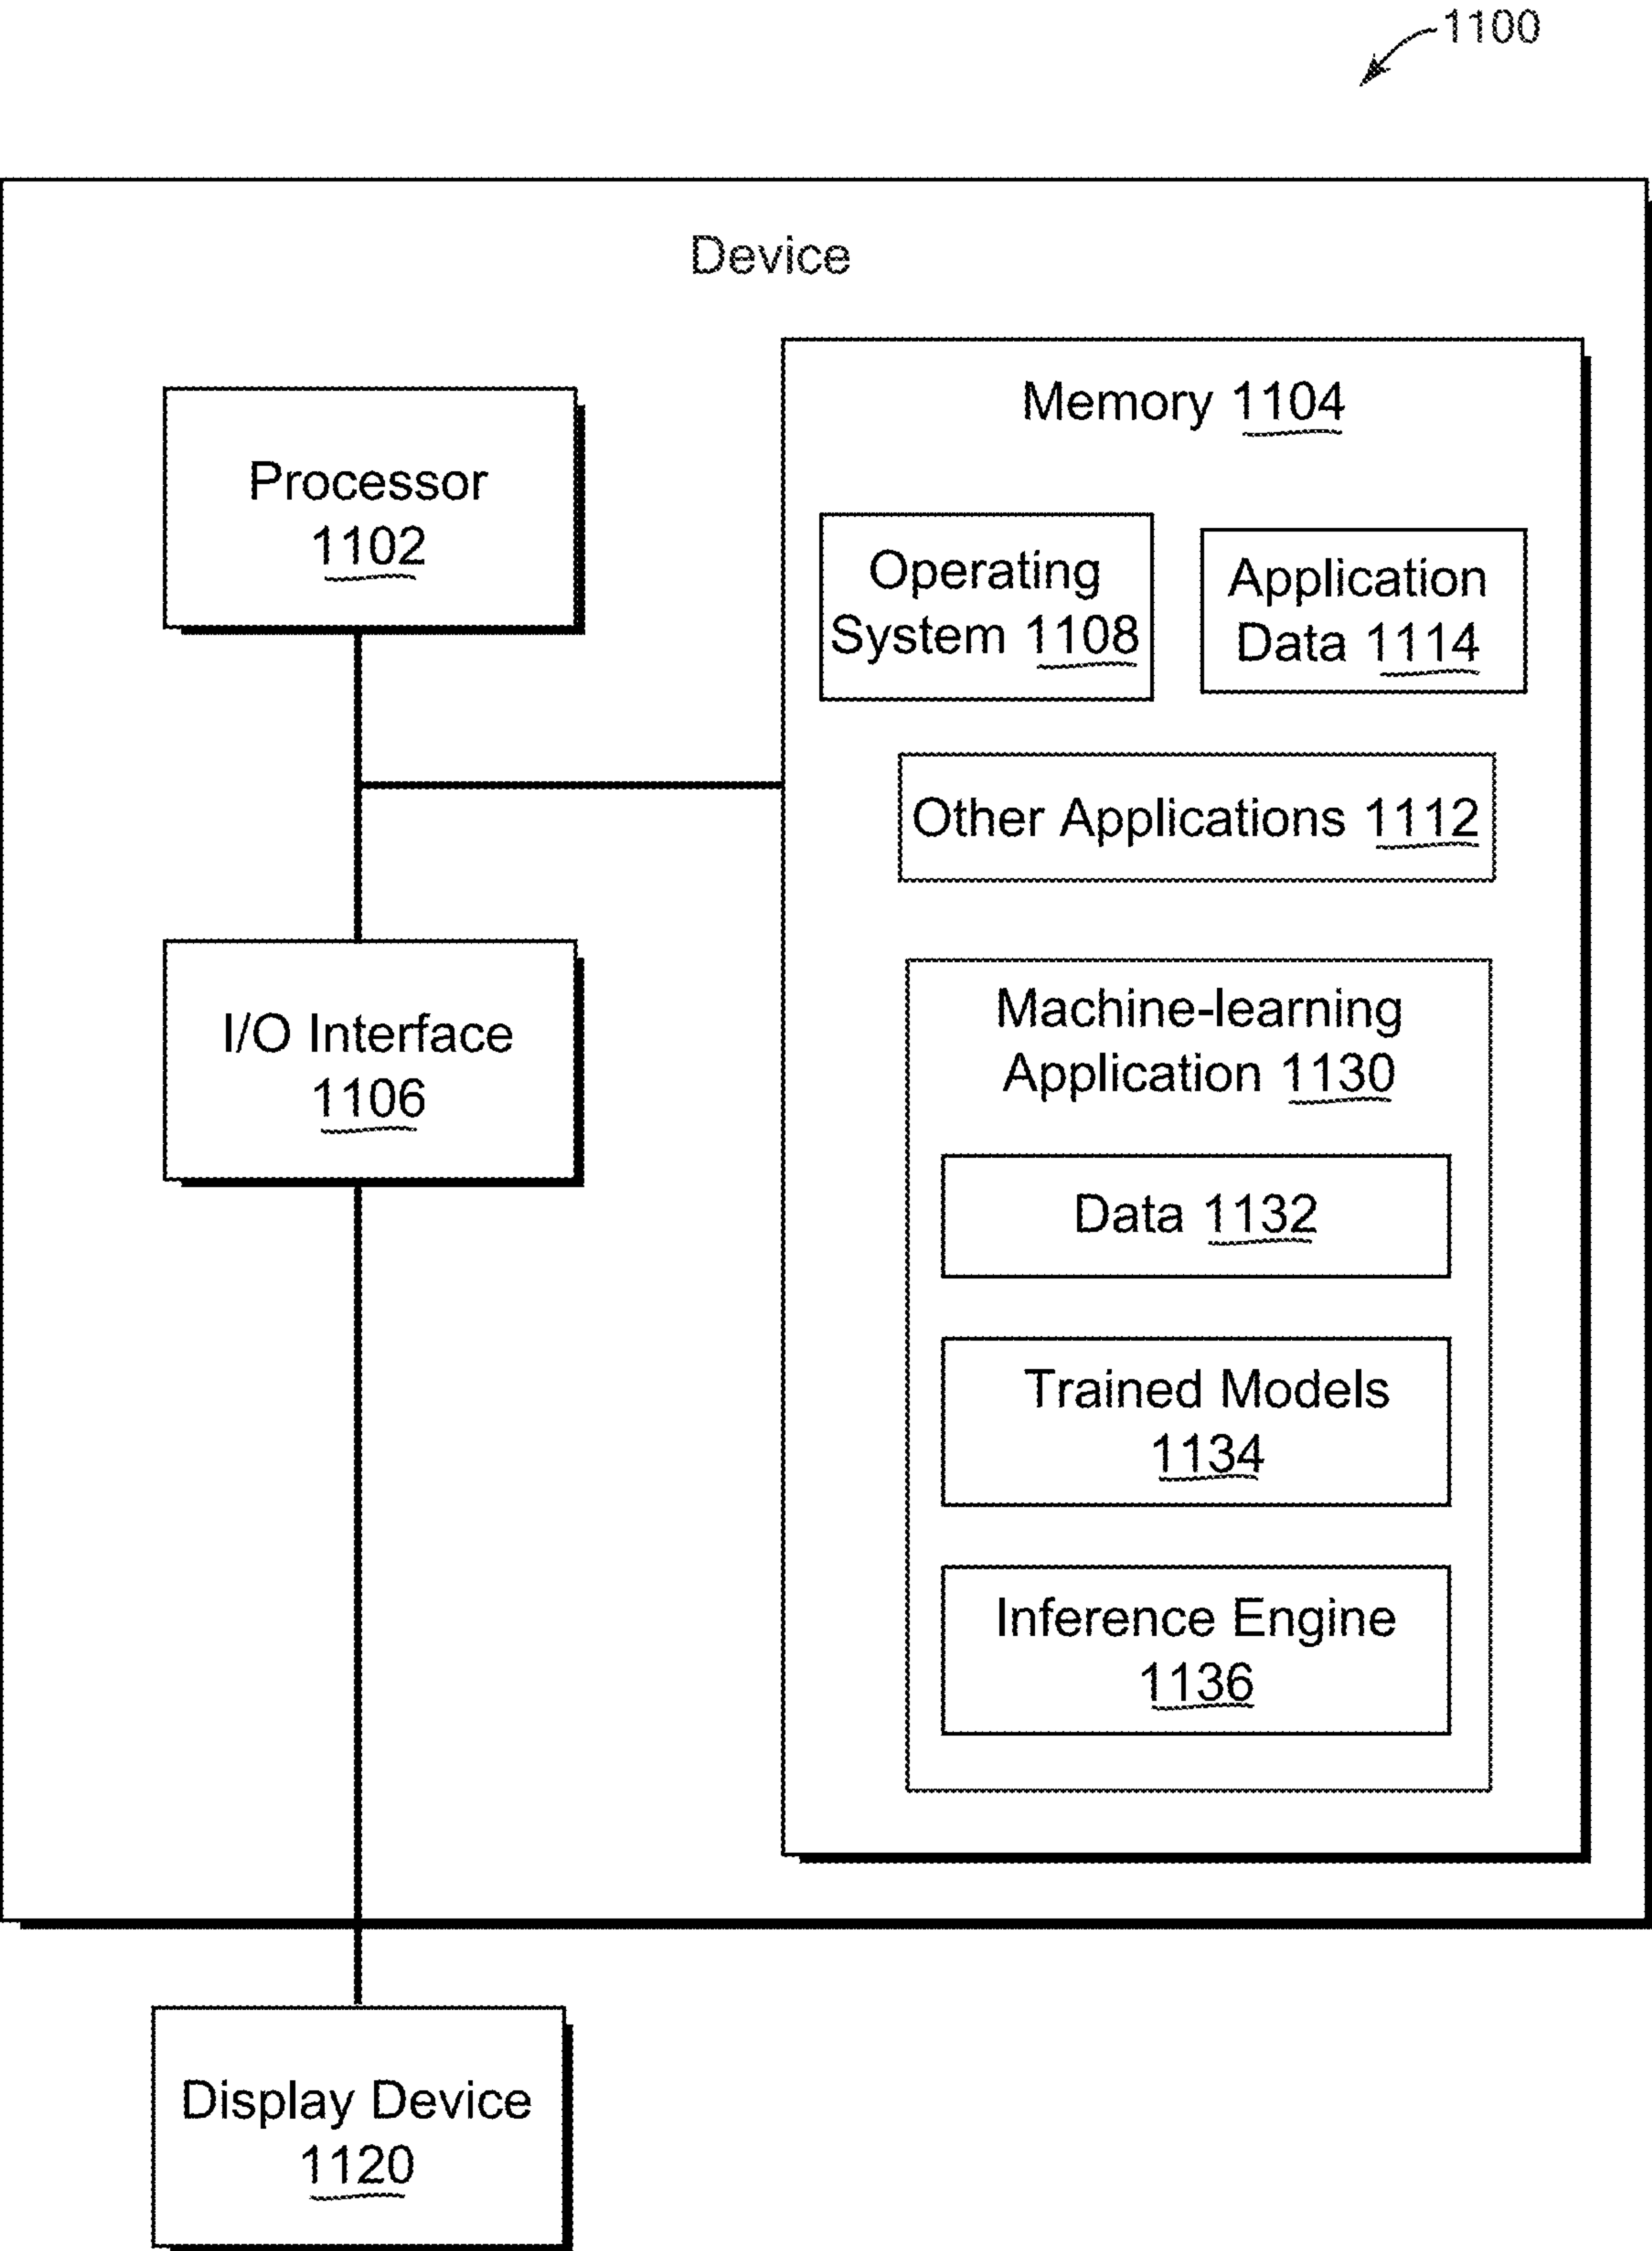 1100
Device
Processor
1102
Memory 1104
Operating
System 1108
Application
Data 1114
Other Applications 1112
I/O Interface
1106
Machine-learning
Application 1130
Data 1132
Trained Models
1134
Inference Engine
1136
Display Device
1120